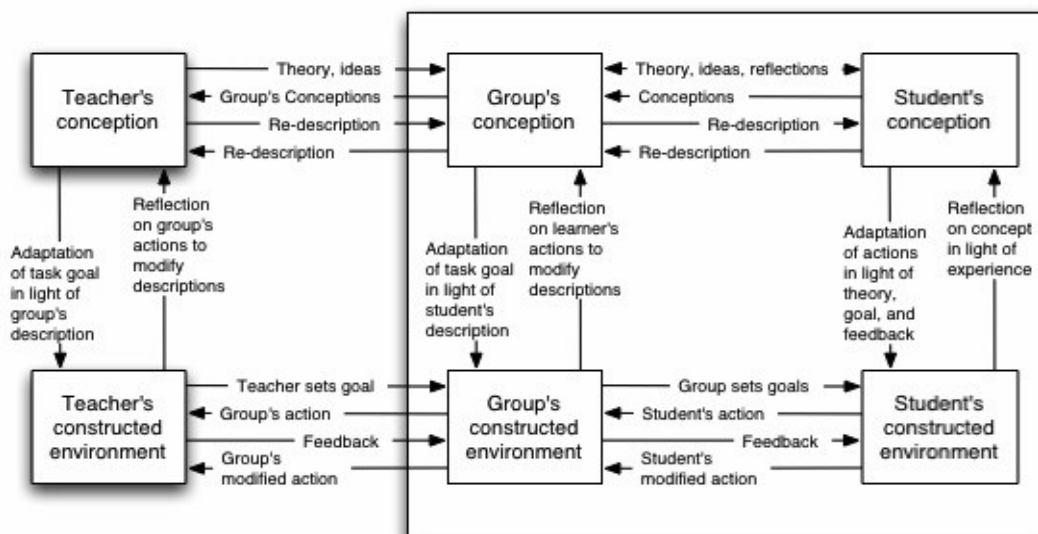 Teacher's
conception
Theory, ideas
Group's Conceptions
Re-description
Re-description
Group's
conception
Theory, ideas, reflections
Conceptions
Re-description
Re-description
Student's
conception
Adaptation
of task goal
in light of
group's
description
Reflection
on group's
actions to
modify
descriptions
Adaptation
of task goal
in light of
student's
description
Reflection
on learner's
actions to
modify
descriptions
Adaptation
of actions
in light of
theory,
goal, and
feedback
Reflection
on concept
in light of
experience
Teacher's
constructed
environment
Teacher sets goal
Group's action
Feedback
Group's
modified action
Group's
constructed
environment
Group sets goals
Student's action
Feedback
Student's
modified action
Student's
constructed
environment